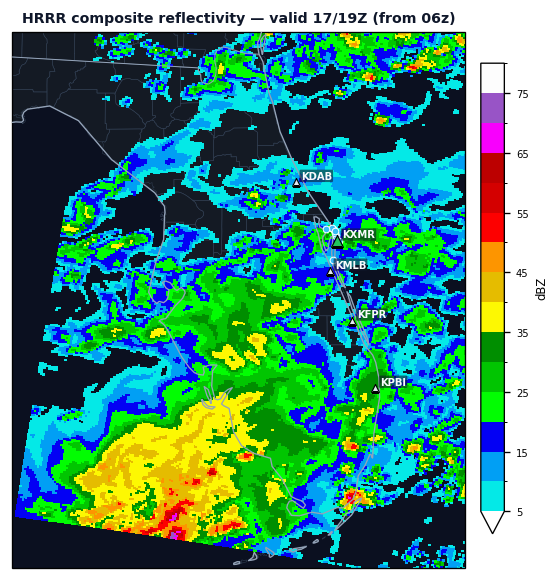 HRRR composite reflectivity — valid 17/19Z (from 06z)
KDAB
KXMR
KMLB
KFPR
KPBI
75
65
55
45
35
25
15
5
dBZ